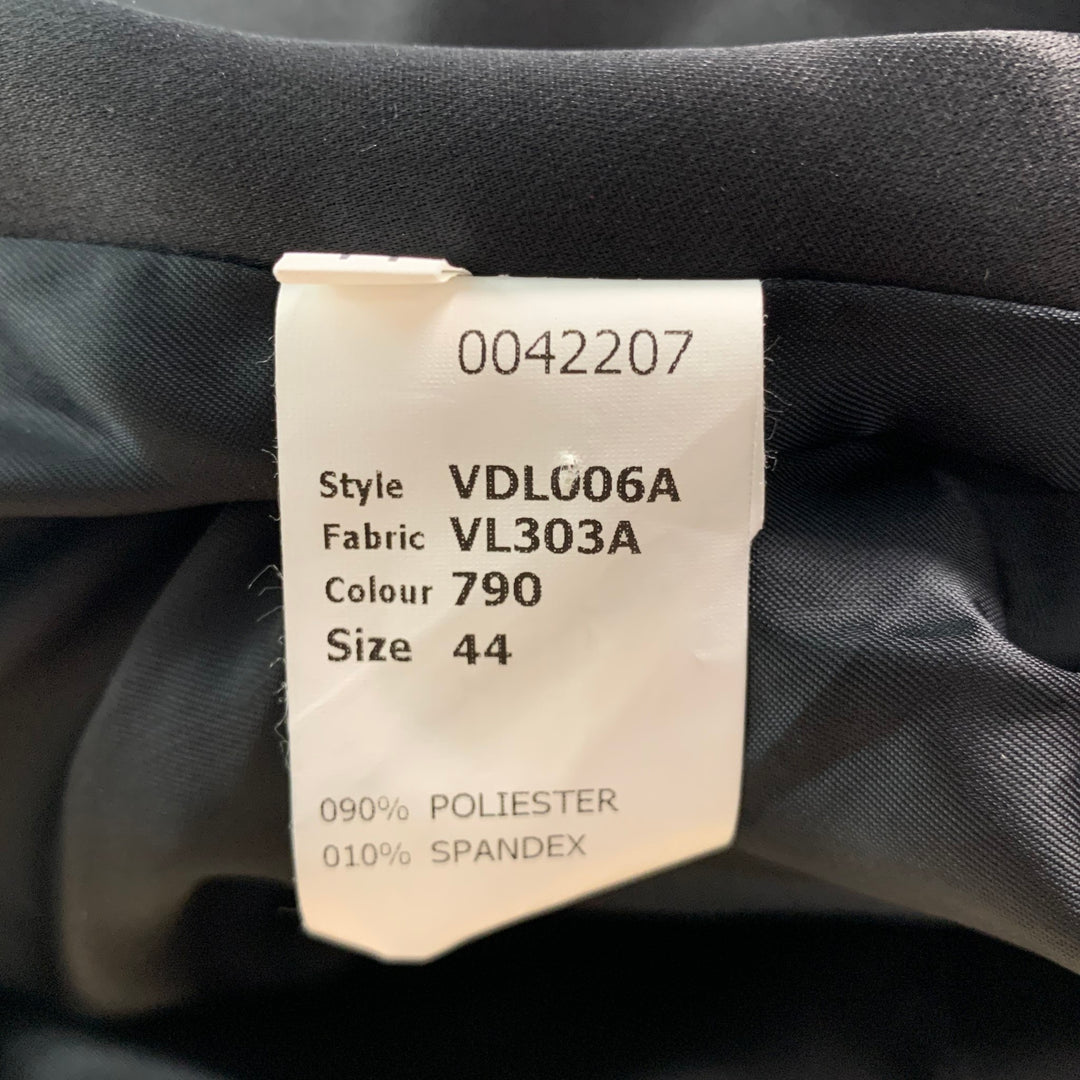 0042207
Style VDL006A
Fabric VL303A
Colour 790
Size 44
090% POLIESTER
010% SPANDEX